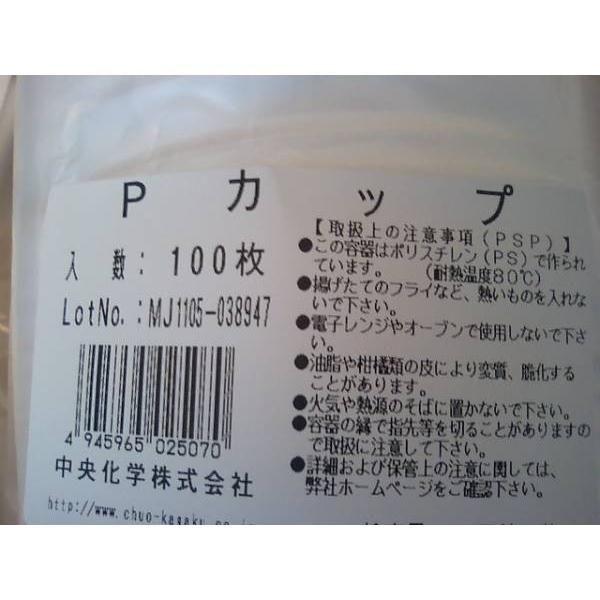 Pカップ
入数：100枚
LotNo.：MJ1105-038947
4 945965 025070
中央化学株式会社
http://www.chuo-kagaku.co.jp
【取扱上の注意事項（PSP）】
●この容器はポリスチレン（PS）で作られ
ています。（耐熱温度80℃）
●揚げたてのフライなど、熱いものを入れな
いで下さい。
●電子レンジやオーブンで使用しないで下さ
い。
●油脂や柑橘類の皮により変質、脆化する
ことがあります。
●火気や熱源のそばに置かないで下さい。
●容器の縁で指先等を切ることがありますの
で取扱に注意して下さい。
●詳細および保管上の注意に関しては、
弊社ホームページをご確認下さい。